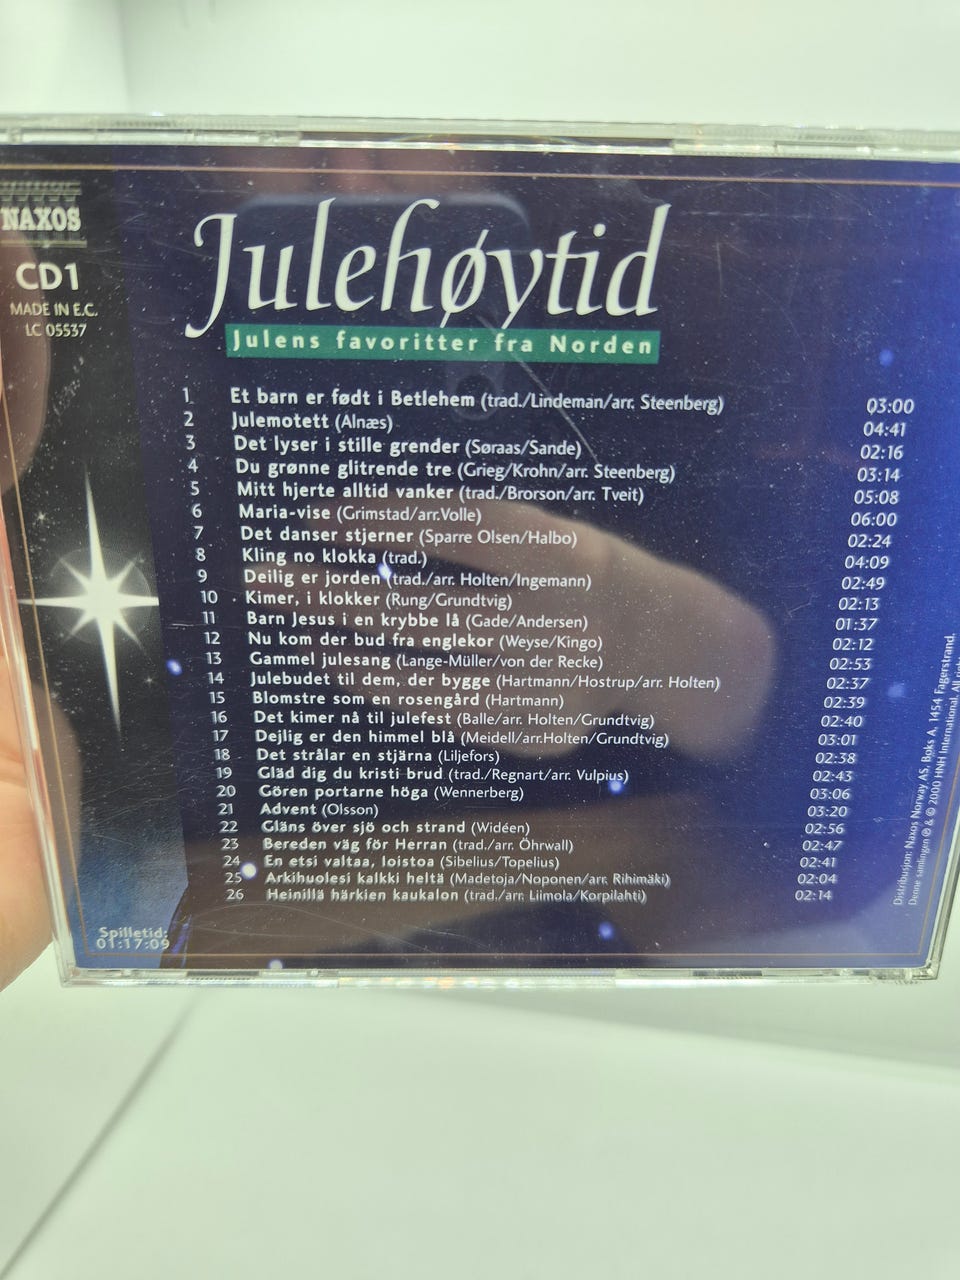 NAXOS
CD1
MADE IN E.C.
LC 05537
Julehøytid
Julens favoritter fra Norden
1 Et barn er født i Betlehem (trad./Lindeman/arr. Steenberg) 03:00
2 Julemotett (Alnæs) 04:41
3 Det lyser i stille grender (Søraas/Sande) 02:16
4 Du grønne glitrende tre (Grieg/Krohn/arr. Steenberg) 03:14
5 Mitt hjerte alltid vanker (trad./Brorson/arr. Tveit) 05:08
6 Maria-vise (Grimstad/arr.Volle) 06:00
7 Det danser stjerner (Sparre Olsen/Halbo) 02:24
8 Kling no klokka (trad.) 04:09
9 Deilig er jorden (trad./arr. Holten/Ingemann) 02:49
10 Kimer, i klokker (Rung/Grundtvig) 02:13
11 Barn Jesus i en krybbe lå (Gade/Andersen) 01:37
12 Nu kom der bud fra englekor (Weyse/Kingo) 02:12
13 Gammel julesang (Lange-Müller/von der Recke) 02:53
14 Julebudet til dem, der bygge (Hartmann/Hostrup/arr. Holten) 02:37
15 Blomstre som en rosengård (Hartmann) 02:39
16 Det kimer nå til julefest (Balle/arr. Holten/Grundtvig) 02:40
17 Dejlig er den himmel blå (Meidell/arr.Holten/Grundtvig) 03:01
18 Det strålar en stjärna (Liljefors) 02:38
19 Gläd dig du kristi brud (trad./Regnart/arr. Vulpius) 02:43
20 Gören portarne höga (Wennerberg) 03:06
21 Advent (Olsson) 03:20
22 Gläns över sjö och strand (Widéen) 02:56
23 Bereden väg för Herran (trad./arr. Öhrwall) 02:47
24 En etsi valtaa, loistoa (Sibelius/Topelius) 02:41
25 Arkihuolesi kalkki heltä (Madetoja/Noponen/arr. Rihimäki) 02:04
26 Heinillä härkien kaukalon (trad./arr. Liimola/Korpilahti) 02:14
Spilletid:
01:17:09
Distribusjon: Naxos Norway AS, Boks A, 1454 Fagerstrand.
Denne samlingen ℗ & © 2000 HNH International. All